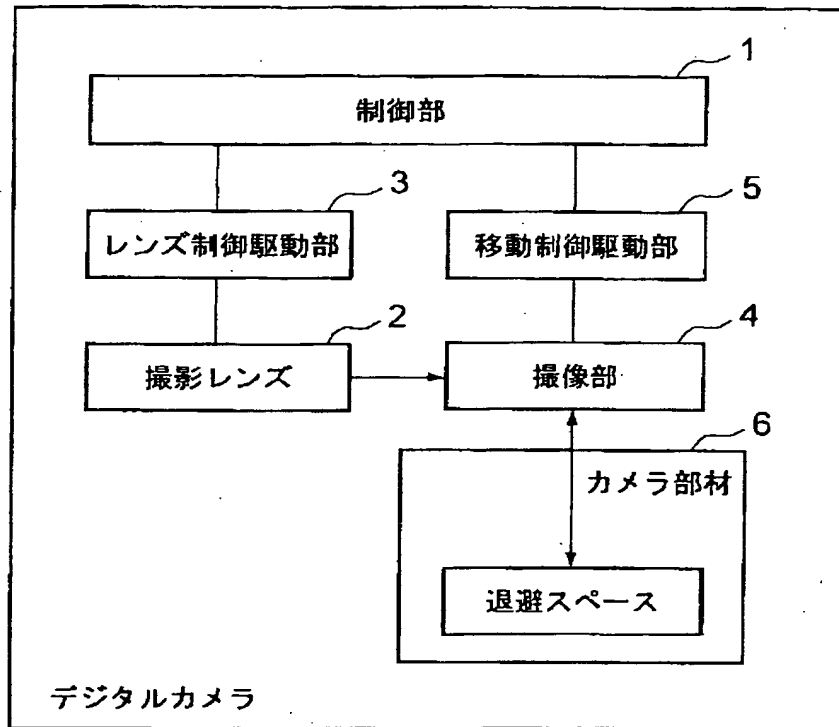 1
制御部
3
レンズ制御駆動部
5
移動制御駆動部
2
撮影レンズ
4
撮像部
6
カメラ部材
退避スペース
デジタルカメラ